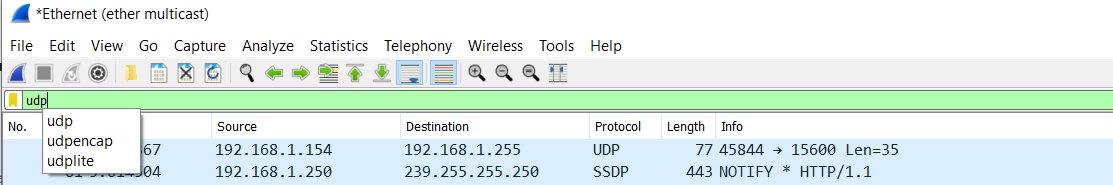 *Ethernet (ether multicast)
File Edit View Go Capture Analyze Statistics Telephony Wireless Tools Help
udp
No. Source Destination Protocol Length Info
udp
udpencap
udplite
192.168.1.154 192.168.1.255 UDP 77 45844 → 15600 Len=35
192.168.1.250 239.255.255.250 SSDP 443 NOTIFY * HTTP/1.1